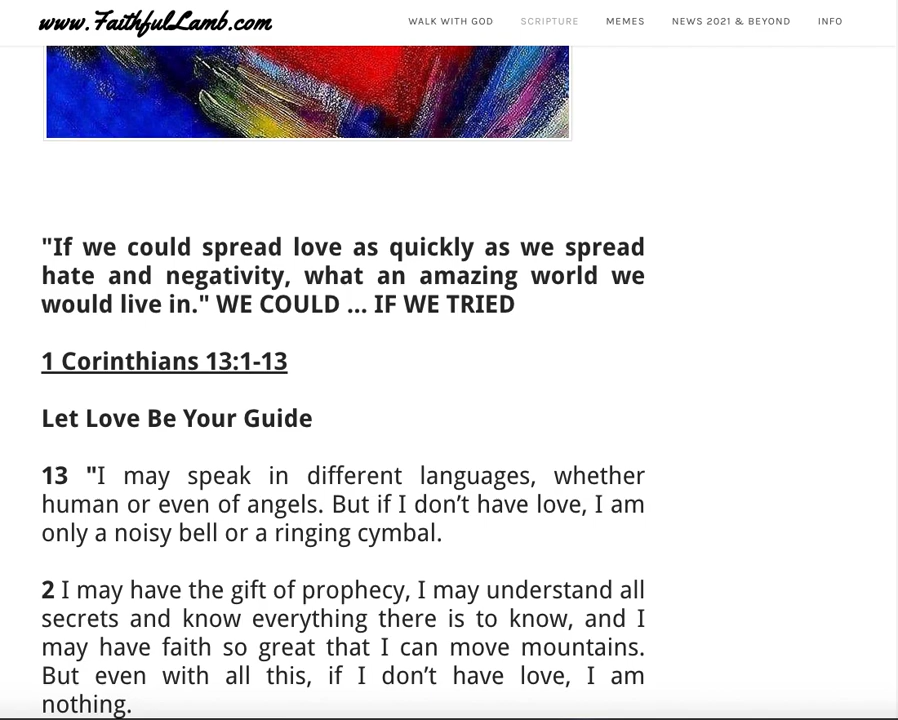 www.FaithfulLamb.com
WALK WITH GOD
SCRIPTURE
MEMES
NEWS 2021 & BEYOND
INFO
"If we could spread love as quickly as we spread
hate and negativity, what an amazing world we
would live in." WE COULD ... IF WE TRIED
1 Corinthians 13:1-13
Let Love Be Your Guide
13 "I may speak in different languages, whether
human or even of angels. But if I don’t have love, I am
only a noisy bell or a ringing cymbal.
2 I may have the gift of prophecy, I may understand all
secrets and know everything there is to know, and I
may have faith so great that I can move mountains.
But even with all this, if I don’t have love, I am
nothing.